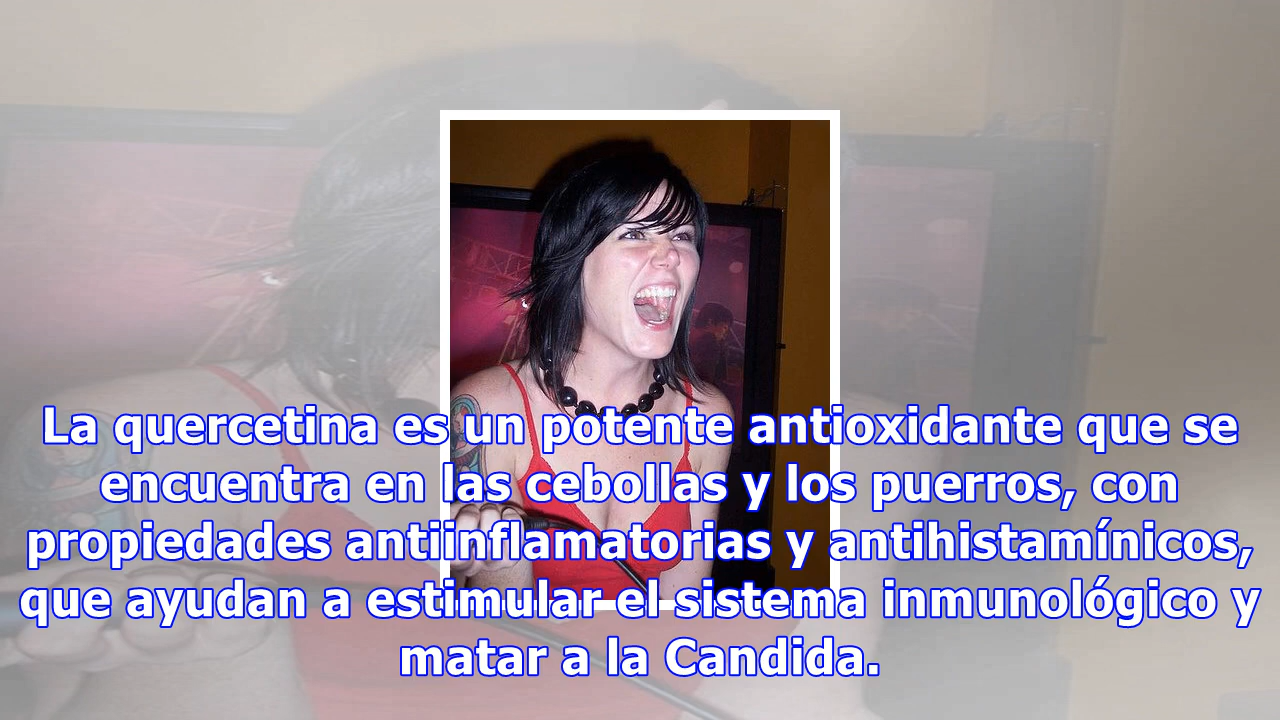 La quercetina es un potente antioxidante que se
encuentra en las cebollas y los puerros, con
propiedades antiinflamatorias y antihistamínicos,
que ayudan a estimular el sistema inmunológico y
matar a la Candida.